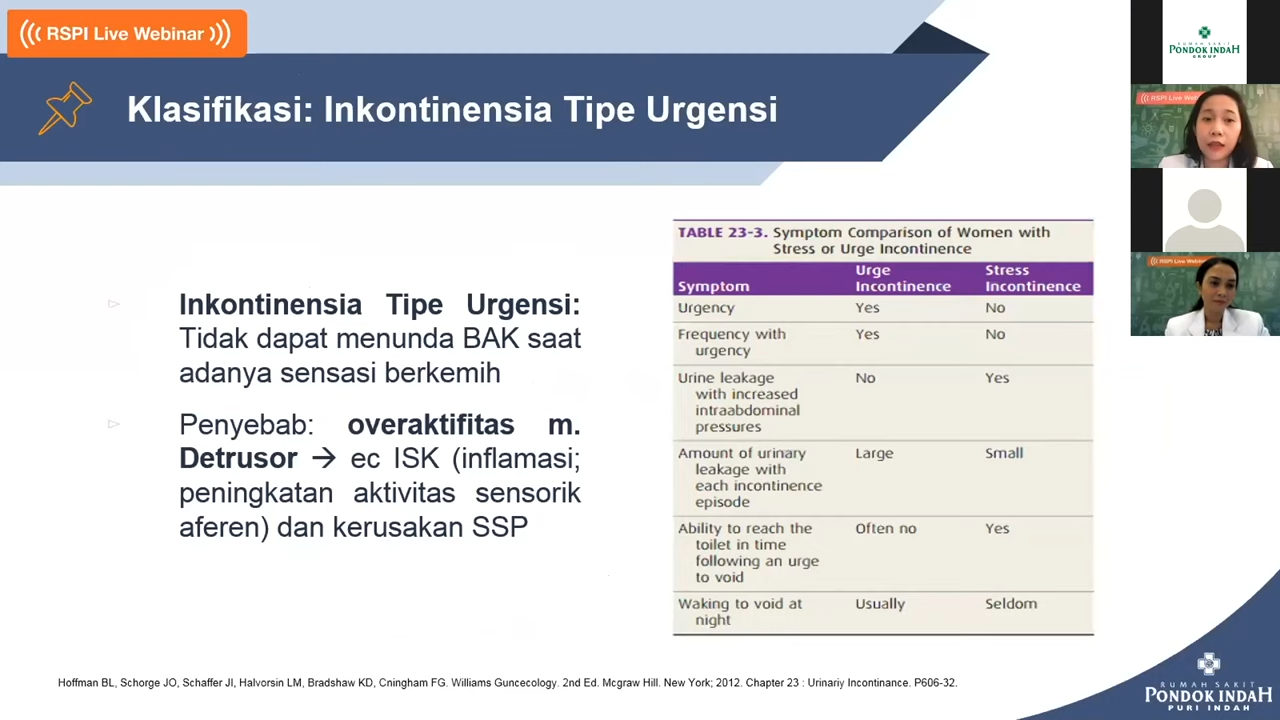 ((( RSPI Live Webinar )))
Klasifikasi: Inkontinensia Tipe Urgensi
Inkontinensia Tipe Urgensi:
Tidak dapat menunda BAK saat
adanya sensasi berkemih
Penyebab: overaktifitas m.
Detrusor → ec ISK (inflamasi;
peningkatan aktivitas sensorik
aferen) dan kerusakan SSP
TABLE 23-3. Symptom Comparison of Women with
Stress or Urge Incontinence
Symptom Urge Incontinence Stress Incontinence
Urgency Yes No
Frequency with Yes No
urgency
Urine leakage No Yes
with increased
intraabdominal
pressures
Amount of urinary Large Small
leakage with
each incontinence
episode
Ability to reach the Often no Yes
toilet in time
following an urge
to void
Waking to void at Usually Seldom
night
Hoffman BL, Schorge JO, Schaffer JI, Halvorsin LM, Bradshaw KD, Cningham FG. Williams Guncecology. 2nd Ed. Mcgraw Hill. New York; 2012. Chapter 23 : Urinariy Incontinance. P606-32.
RUMAH SAKIT
PONDOK INDAH
GROUP
((( RSPI Live Webin
((( RSPI Live Webina
RUMAH SAKIT
PONDOK INDAH
PURI INDAH